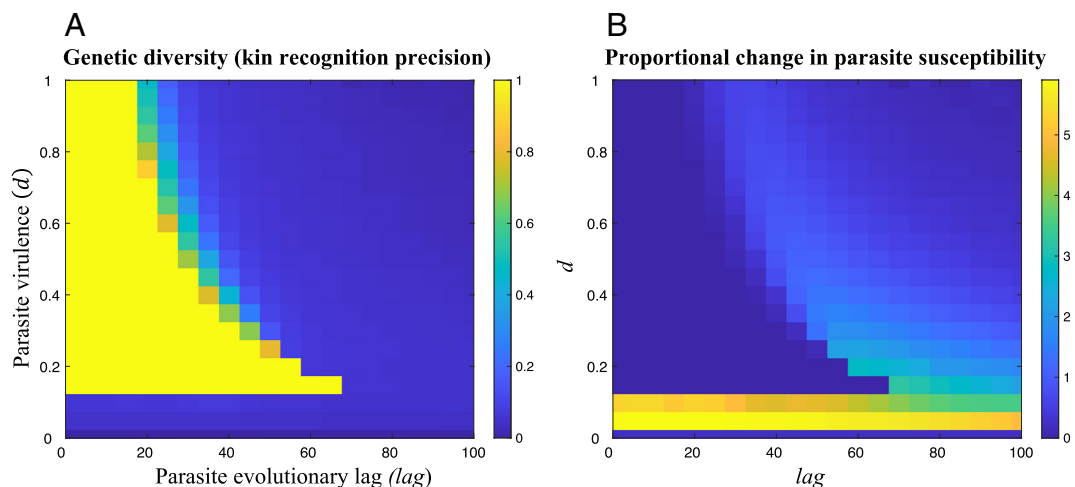 A
Genetic diversity (kin recognition precision)
1
0.8
0.6
0.4
0.2
0
Parasite virulence (d)
0 20 40 60 80 100
Parasite evolutionary lag (lag)
1
0.8
0.6
0.4
0.2
0
B
Proportional change in parasite susceptibility
1
0.8
0.6
0.4
0.2
0
d
0 20 40 60 80 100
lag
5
4
3
2
1
0